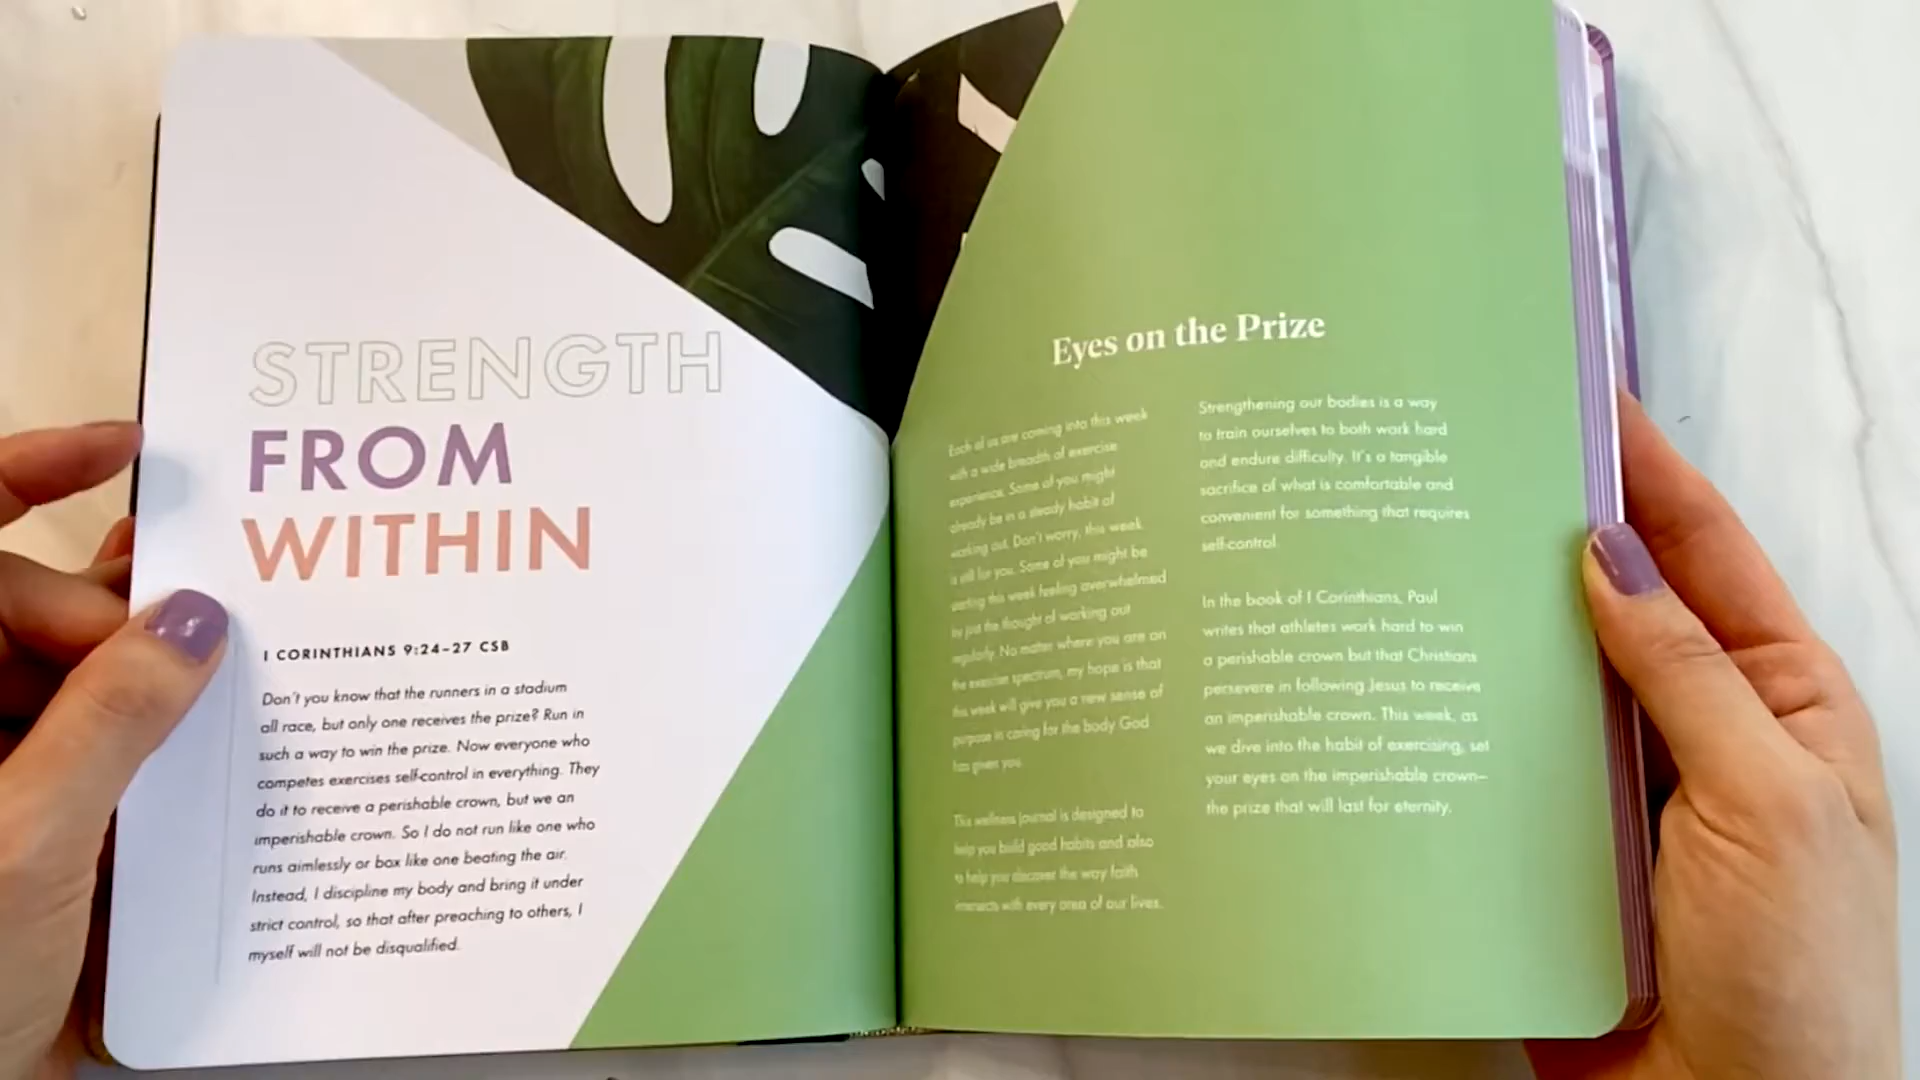 STRENGTH
FROM
WITHIN
1 CORINTHIANS 9:24–27 CSB
Don't you know that the runners in a stadium
all race, but only one receives the prize? Run in
such a way to win the prize. Now everyone who
competes exercises self-control in everything. They
do it to receive a perishable crown, but we an
imperishable crown. So I do not run like one who
runs aimlessly or box like one beating the air.
Instead, I discipline my body and bring it under
strict control, so that after preaching to others, I
myself will not be disqualified.
Eyes on the Prize
Each of us are coming into this week
with a wide breadth of exercise
experience. Some of you might
already be in a steady habit of
working out. Don't worry, this week
is still for you. Some of you might be
starting this week feeling overwhelmed
by just the thought of working out
regularly. No matter where you are on
the exercise spectrum, my hope is that
this week will give you a new sense of
purpose in caring for the body God
has given you.
This wellness journal is designed to
help you build good habits and also
to help you discover the way faith
intersects with every area of our lives.
Strengthening our bodies is a way
to train ourselves to both work hard
and endure difficulty. It's a tangible
sacrifice of what is comfortable and
convenient for something that requires
self-control.
In the book of 1 Corinthians, Paul
writes that athletes work hard to win
a perishable crown but that Christians
persevere in following Jesus to receive
an imperishable crown. This week, as
we dive into the habit of exercising, set
your eyes on the imperishable crown—
the prize that will last for eternity.